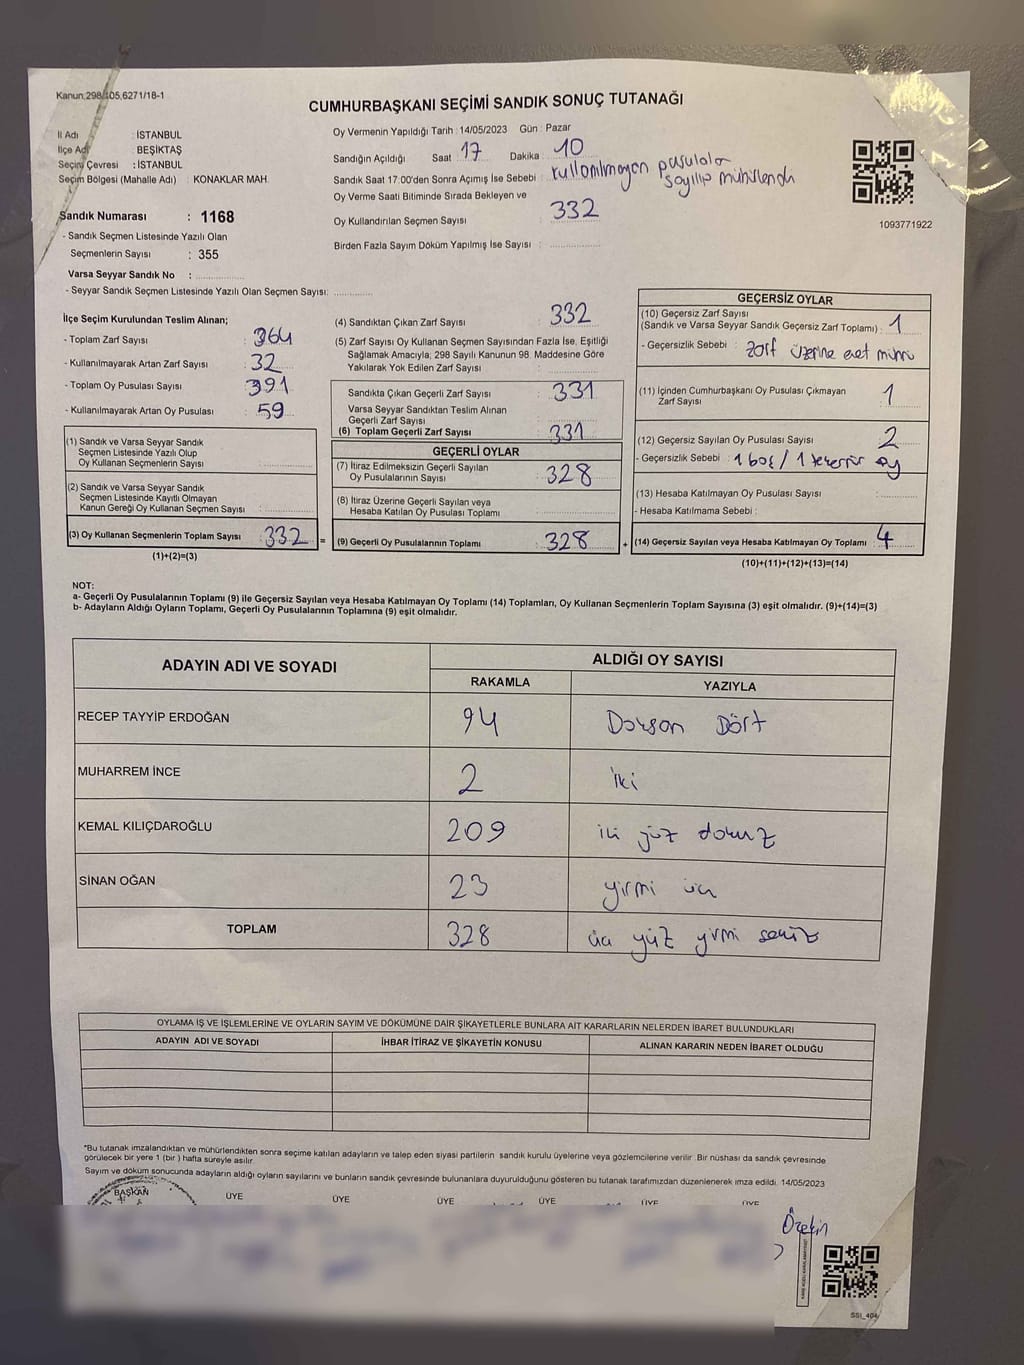 Kanun;298,105,6271/18-1
CUMHURBAŞKANI SEÇİMİ SANDIK SONUÇ TUTANAĞI
İl Adı : İSTANBUL
İlçe Adı : BEŞİKTAŞ
Seçim Çevresi : İSTANBUL
Seçim Bölgesi (Mahalle Adı) : KONAKLAR MAH.
Sandık Numarası : 1168
- Sandık Seçmen Listesinde Yazılı Olan
Seçmenlerin Sayısı : 355
Varsa Seyyar Sandık No :
- Seyyar Sandık Seçmen Listesinde Yazılı Olan Seçmen Sayısı:
Oy Vermenin Yapıldığı Tarih : 14/05/2023 Gün : Pazar
Sandığın Açıldığı Saat : 17 Dakika : 10
Sandık Saat 17.00'den Sonra Açımış İse Sebebi : kullanılmayan pusulalar
sayılıp mühürlendi
Oy Verme Saati Bitiminde Sırada Bekleyen ve
Oy Kullandırılan Seçmen Sayısı : 332
Birden Fazla Sayım Döküm Yapılmış İse Sayısı :
1093771922
İlçe Seçim Kurulundan Teslim Alınan;
- Toplam Zarf Sayısı : 364
- Kullanılmayarak Artan Zarf Sayısı : 32
- Toplam Oy Pusulası Sayısı : 391
- Kullanılmayarak Artan Oy Pusulası : 59
(1) Sandık ve Varsa Seyyar Sandık
Seçmen Listesinde Yazılı Olup
Oy Kullanan Seçmenlerin Sayısı :
(2) Sandık ve Varsa Seyyar Sandık
Seçmen Listesinde Kayıtlı Olmayan
Kanun Gereği Oy Kullanan Seçmen Sayısı :
(3) Oy Kullanan Seçmenlerin Toplam Sayısı : 332 =
(1)+(2)=(3)
(4) Sandıktan Çıkan Zarf Sayısı : 332
(5) Zarf Sayısı Oy Kullanan Seçmen Sayısından Fazla İse, Eşitliği
Sağlamak Amacıyla; 298 Sayılı Kanunun 98. Maddesine Göre
Yakılarak Yok Edilen Zarf Sayısı :
Sandıkta Çıkan Geçerli Zarf Sayısı : 331
Varsa Seyyar Sandıktan Teslim Alınan
Geçerli Zarf Sayısı :
(6) Toplam Geçerli Zarf Sayısı : 331
GEÇERLİ OYLAR
(7) İtiraz Edilmeksizin Geçerli Sayılan
Oy Pusulalarının Sayısı : 328
(8) İtiraz Üzerine Geçerli Sayılan veya
Hesaba Katılan Oy Pusulası Toplamı :
(9) Geçerli Oy Pusulalarının Toplamı : 328 +
GEÇERSİZ OYLAR
(10) Geçersiz Zarf Sayısı
(Sandık ve Varsa Seyyar Sandık Geçersiz Zarf Toplamı) : 1
- Geçersizlik Sebebi : zarf üzerine evet mührü
(11) İçinden Cumhurbaşkanı Oy Pusulası Çıkmayan
Zarf Sayısı : 1
(12) Geçersiz Sayılan Oy Pusulası Sayısı : 2
- Geçersizlik Sebebi : 1 boş / 1 tekerrür oy
(13) Hesaba Katılmayan Oy Pusulası Sayısı :
- Hesaba Katılmama Sebebi :
(14) Geçersiz Sayılan veya Hesaba Katılmayan Oy Toplamı : 4
(10)+(11)+(12)+(13)=(14)
NOT:
a- Geçerli Oy Pusulalarının Toplamı (9) ile Geçersiz Sayılan veya Hesaba Katılmayan Oy Toplamı (14) Toplamları, Oy Kullanan Seçmenlerin Toplam Sayısına (3) eşit olmalıdır. (9)+(14)=(3)
b- Adayların Aldığı Oyların Toplamı, Geçerli Oy Pusulalarının Toplamına (9) eşit olmalıdır.
ADAYIN ADI VE SOYADI
ALDIĞI OY SAYISI
RAKAMLA YAZIYLA
RECEP TAYYİP ERDOĞAN 94 Doksan Dört
MUHARREM İNCE 2 iki
KEMAL KILIÇDAROĞLU 209 iki yüz dokuz
SİNAN OĞAN 23 yirmi üç
TOPLAM 328 üç yüz yirmi sekiz
OYLAMA İŞ VE İŞLEMLERİNE VE OYLARIN SAYIM VE DÖKÜMÜNE DAİR ŞİKAYETLERLE BUNLARA AİT KARARLARIN NELERDEN İBARET BULUNDUKLARI
ADAYIN ADI VE SOYADI İHBAR İTİRAZ VE ŞİKAYETİN KONUSU ALINAN KARARIN NEDEN İBARET OLDUĞU
*Bu tutanak imzalandıktan ve mühürlendikten sonra seçime katılan adayların ve talep eden siyasi partilerin sandık kurulu üyelerine veya gözlemcilerine verilir. Bir nüshası da sandık çevresinde
görülecek bir yere 1 (bir) hafta süreyle asılır.
Sayım ve döküm sonucunda adayların aldığı oyların sayılarını ve bunların sandık çevresinde bulunanlara duyurulduğunu gösteren bu tutanak tarafımızdan düzenlenerek imza edildi. 14/05/2023
BAŞKAN ÜYE ÜYE ÜYE ÜYE ÜYE ÜYE
Özekin
SSI_404